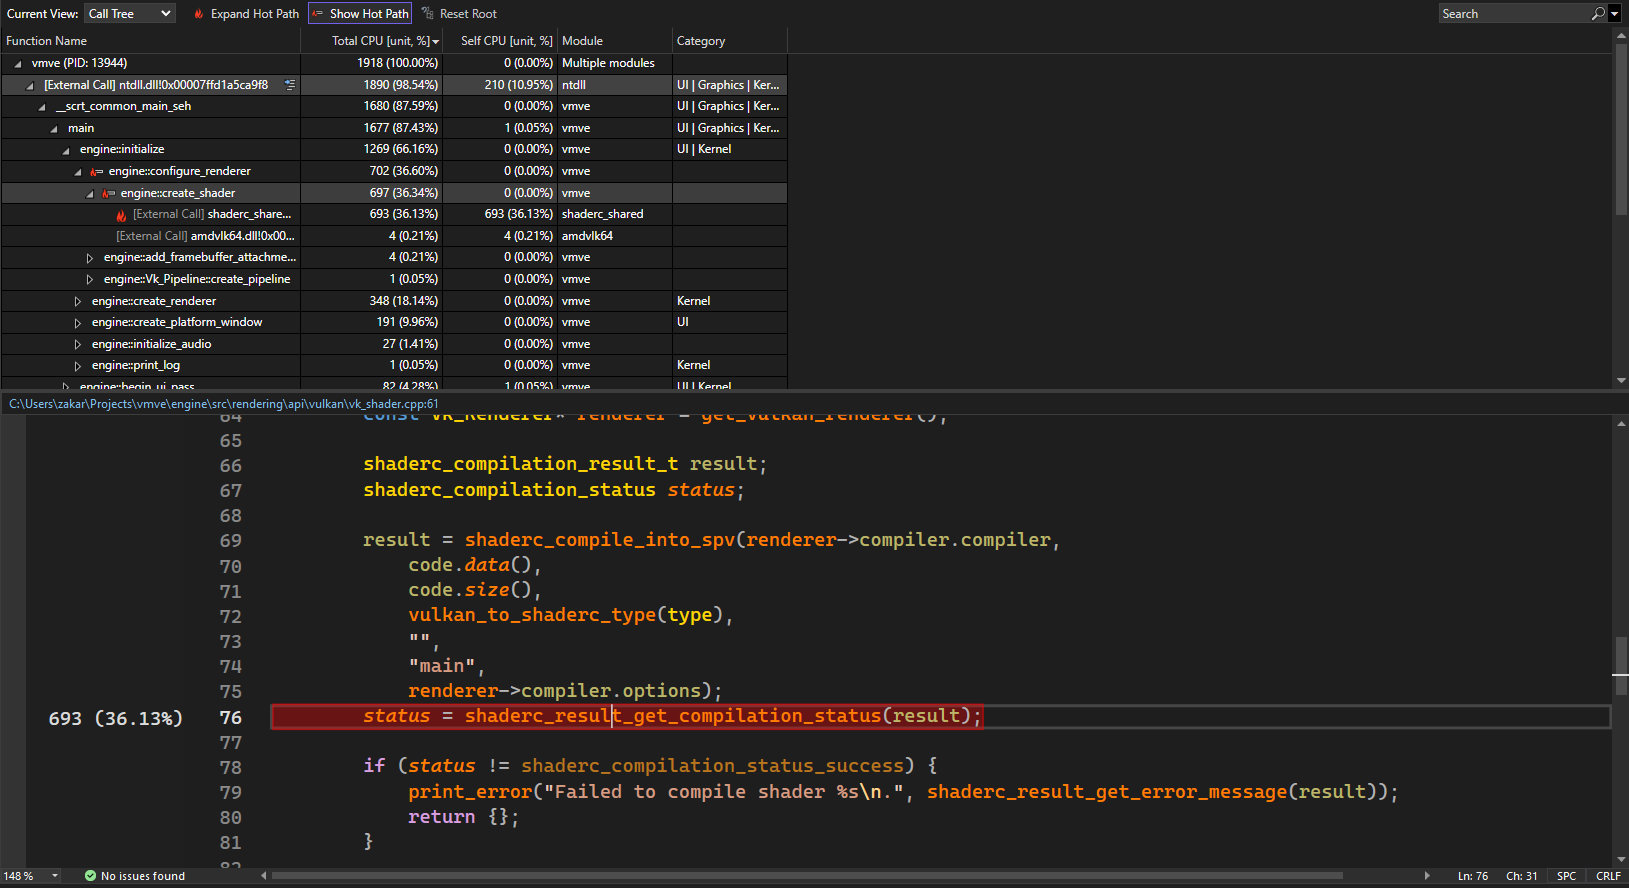 Current View: Call Tree Expand Hot Path Show Hot Path Reset Root Search
Function Name Total CPU [unit, %] Self CPU [unit, %] Module Category
vmve (PID: 13944) 1918 (100.00%) 0 (0.00%) Multiple modules
[External Call] ntdll.dll!0x00007ffd1a5ca9f8 1890 (98.54%) 210 (10.95%) ntdll UI | Graphics | Ker...
__scrt_common_main_seh 1680 (87.59%) 0 (0.00%) vmve UI | Graphics | Ker...
main 1677 (87.43%) 1 (0.05%) vmve UI | Graphics | Ker...
engine::initialize 1269 (66.16%) 0 (0.00%) vmve UI | Kernel
engine::configure_renderer 702 (36.60%) 0 (0.00%) vmve
engine::create_shader 697 (36.34%) 0 (0.00%) vmve
[External Call] shaderc_share... 693 (36.13%) 693 (36.13%) shaderc_shared
[External Call] amdvlk64.dll!0x00... 4 (0.21%) 4 (0.21%) amdvlk64
engine::add_framebuffer_attachme... 4 (0.21%) 0 (0.00%) vmve
engine::Vk_Pipeline::create_pipeline 1 (0.05%) 0 (0.00%) vmve
engine::create_renderer 348 (18.14%) 0 (0.00%) vmve Kernel
engine::create_platform_window 191 (9.96%) 0 (0.00%) vmve UI
engine::initialize_audio 27 (1.41%) 0 (0.00%) vmve
engine::print_log 1 (0.05%) 0 (0.00%) vmve Kernel
engine::begin_ui_pass 82 (4.28%) 1 (0.05%) vmve UI | Kernel
C:\Users\zakar\Projects\vmve\engine\src\rendering\api\vulkan\vk_shader.cpp:61
64 const Vk_Renderer* renderer = get_vulkan_renderer();
65
66 shaderc_compilation_result_t result;
67 shaderc_compilation_status status;
68
69 result = shaderc_compile_into_spv(renderer->compiler.compiler,
70 code.data(),
71 code.size(),
72 vulkan_to_shaderc_type(type),
73 "",
74 "main",
75 renderer->compiler.options);
693 (36.13%) 76 status = shaderc_result_get_compilation_status(result);
77
78 if (status != shaderc_compilation_status_success) {
79 print_error("Failed to compile shader %s\n.", shaderc_result_get_error_message(result));
80 return {};
81 }
82
148 % No issues found Ln: 76 Ch: 31 SPC CRLF